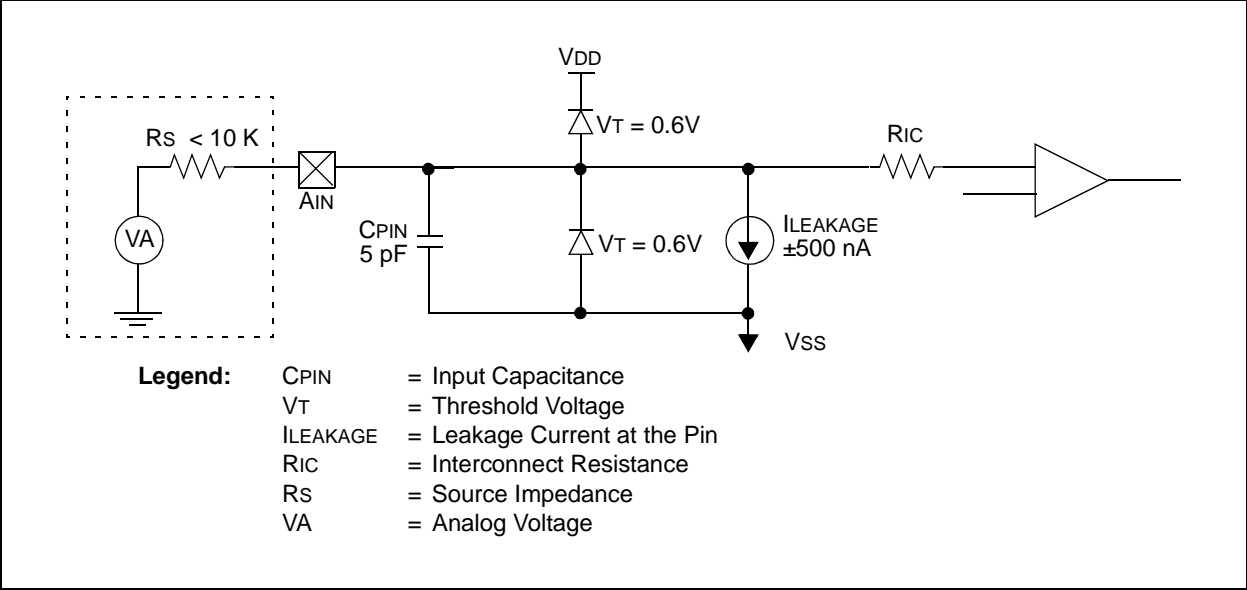 VDD
VT = 0.6V
RS < 10 K
RIC
AIN
CPIN
5 pF
VA
VT = 0.6V
ILEAKAGE
±500 nA
VSS
Legend: CPIN = Input Capacitance
VT = Threshold Voltage
ILEAKAGE = Leakage Current at the Pin
RIC = Interconnect Resistance
RS = Source Impedance
VA = Analog Voltage